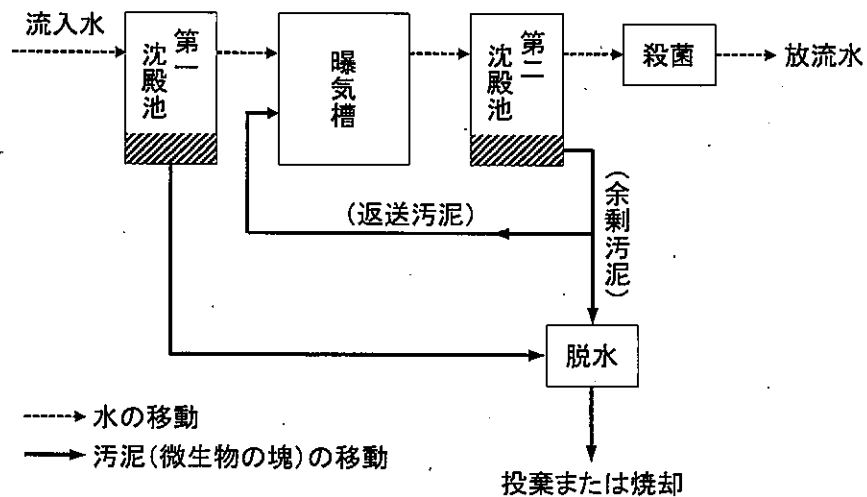 流入水
第一
沈殿池
曝気槽
第二
沈殿池
殺菌
放流水
(返送汚泥)
(余剰汚泥)
脱水
水の移動
汚泥(微生物の塊)の移動
投棄または焼却